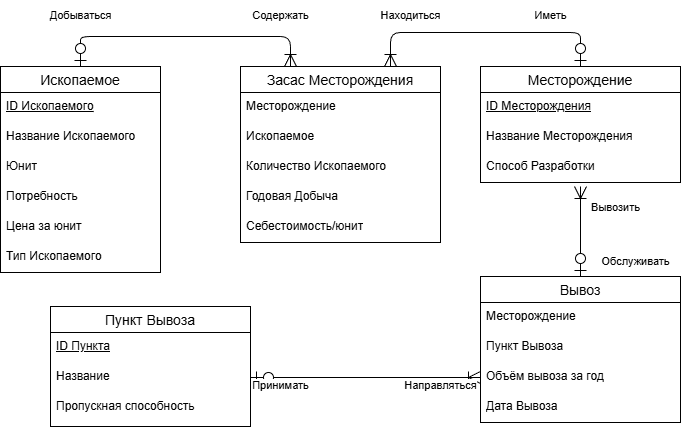 Добываться
Содержать
Находиться
Иметь
Ископаемое
ID Ископаемого
Название Ископаемого
Юнит
Потребность
Цена за юнит
Тип Ископаемого
Засас Месторождения
Месторождение
Ископаемое
Количество Ископаемого
Годовая Добыча
Себестоимость/юнит
Месторождение
ID Месторождения
Название Месторождения
Способ Разработки
Вывозить
Обслуживать
Вывоз
Месторождение
Пункт Вывоза
Объём вывоза за год
Дата Вывоза
Пункт Вывоза
ID Пункта
Название
Пропускная способность
Принимать
Направляться